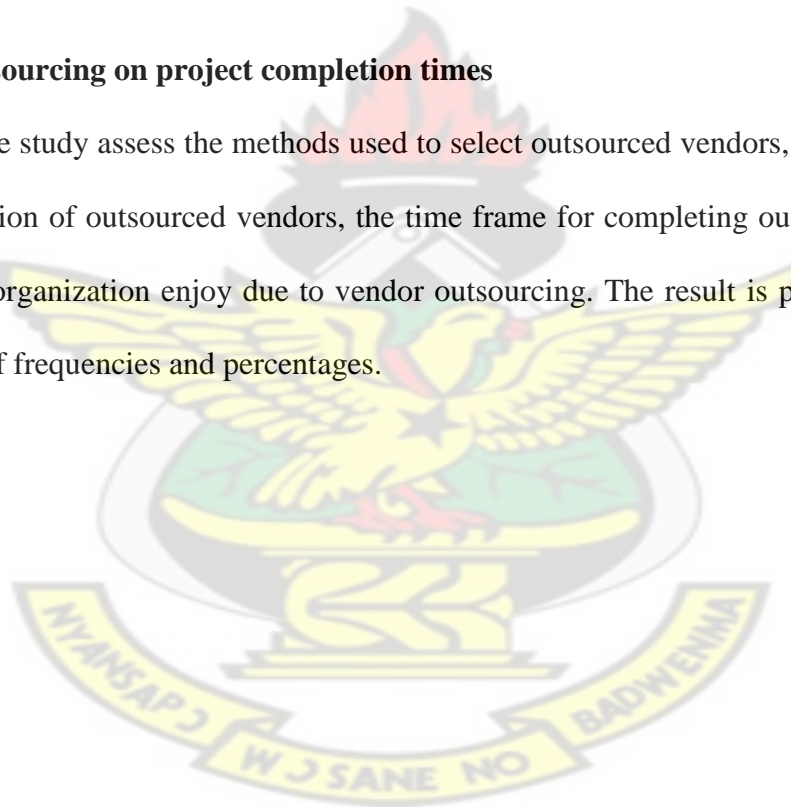 ourcing on project completion times
e study assess the methods used to select outsourced vendors,
ion of outsourced vendors, the time frame for completing ou
organization enjoy due to vendor outsourcing. The result is p
f frequencies and percentages.
NYANSAPƆ
WƆSANE NO
BADWENMA